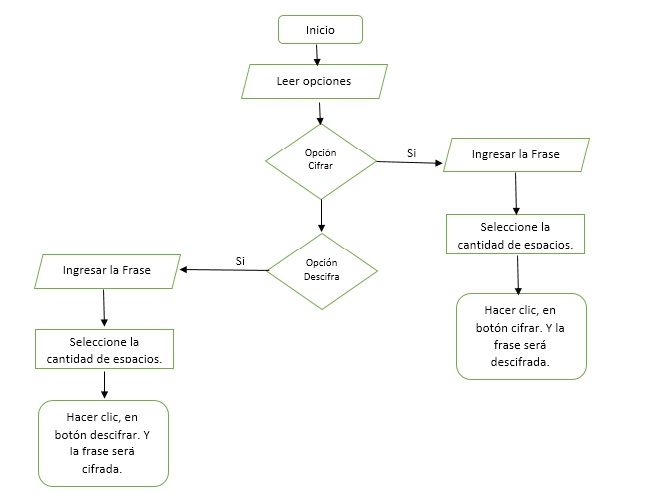 Inicio
Leer opciones
Opción
Cifrar
Si
Ingresar la Frase
Seleccione la
cantidad de espacios.
Hacer clic, en
botón cifrar. Y la
frase será
descifrada.
Opción
Descifra
Si
Ingresar la Frase
Seleccione la
cantidad de espacios.
Hacer clic, en
botón descifrar. Y
la frase será
cifrada.